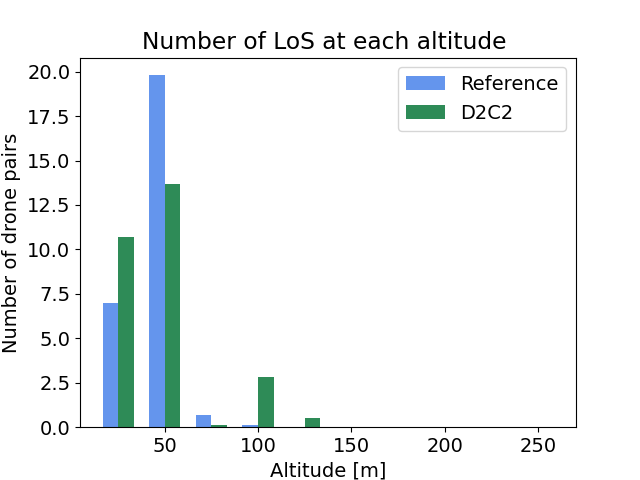 Number of LoS at each altitude
Reference
D2C2
Number of drone pairs
20.0
17.5
15.0
12.5
10.0
7.5
5.0
2.5
0.0
50 100 150 200 250
Altitude [m]